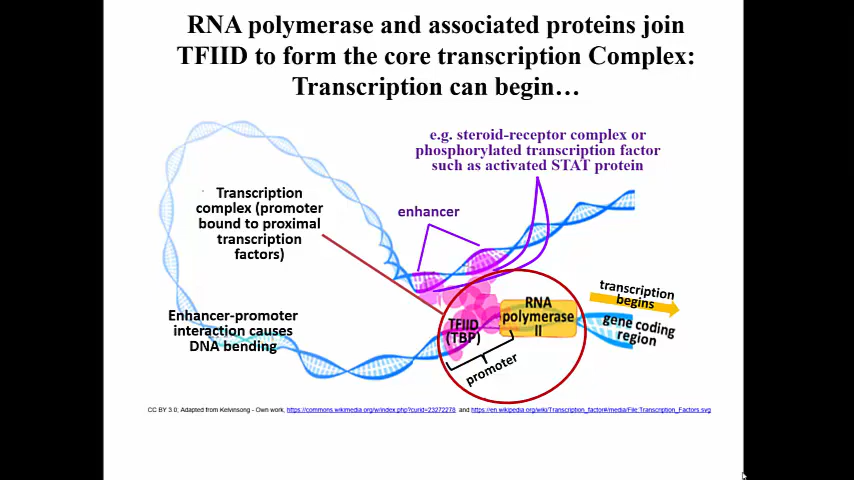 RNA polymerase and associated proteins join
TFIID to form the core transcription Complex:
Transcription can begin…
e.g. steroid-receptor complex or
phosphorylated transcription factor
such as activated STAT protein
Transcription
complex (promoter
bound to proximal
transcription
factors)
enhancer
Enhancer-promoter
interaction causes
DNA bending
TFIID
(TBP)
RNA
polymerase
II
promoter
transcription
begins
gene coding
region
CC BY 3.0, Adapted from Kelvinsong - Own work, https://commons.wikimedia.org/w/index.php?curid=23272278, and https://en.wikipedia.org/wiki/Transcription_factor#/media/File:Transcription_Factors.svg